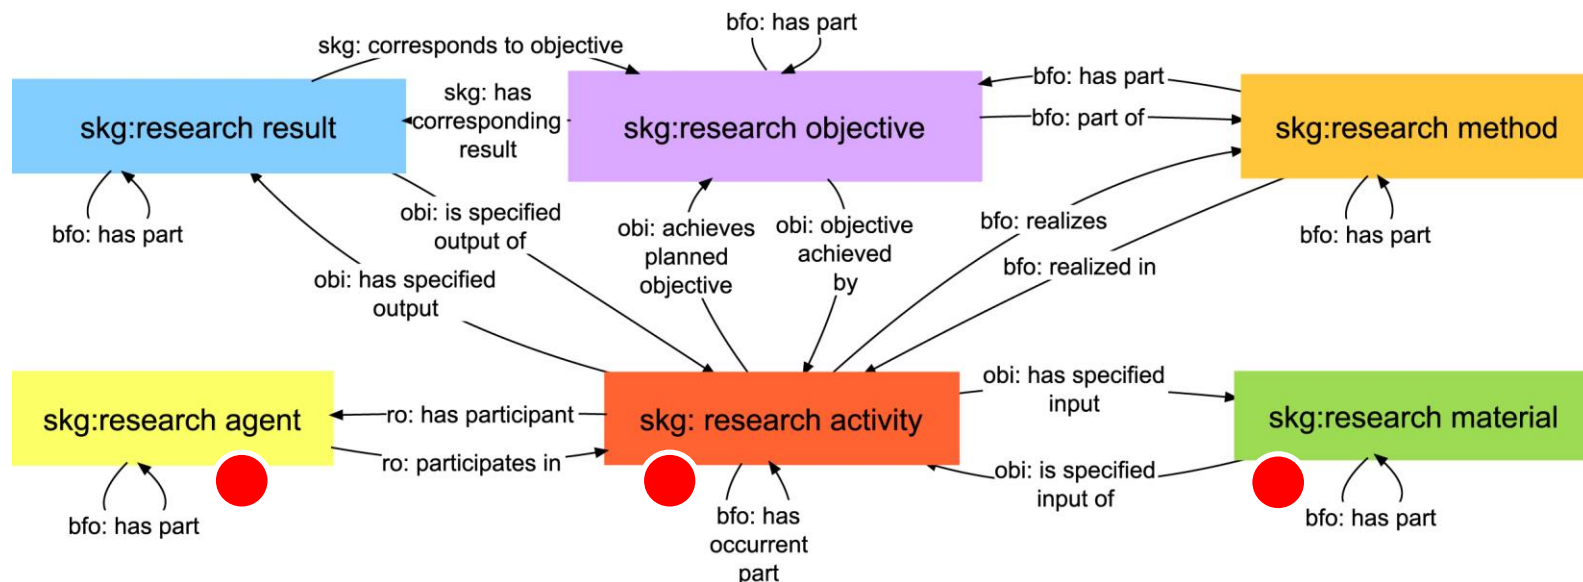 bfo: has part
skg: corresponds to objective
skg: has
corresponding
result
bfo: has part
bfo: part of
skg:research result
skg:research objective
skg:research method
bfo: has part
obi: is specified
output of
obi: achieves
planned
objective
obi: objective
achieved
by
bfo: realizes
bfo: realized in
bfo: has part
obi: has specified
output
skg:research agent
ro: has participant
ro: participates in
skg: research activity
obi: has specified
input
obi: is specified
input of
skg:research material
bfo: has part
bfo: has
occurrent
part
bfo: has part